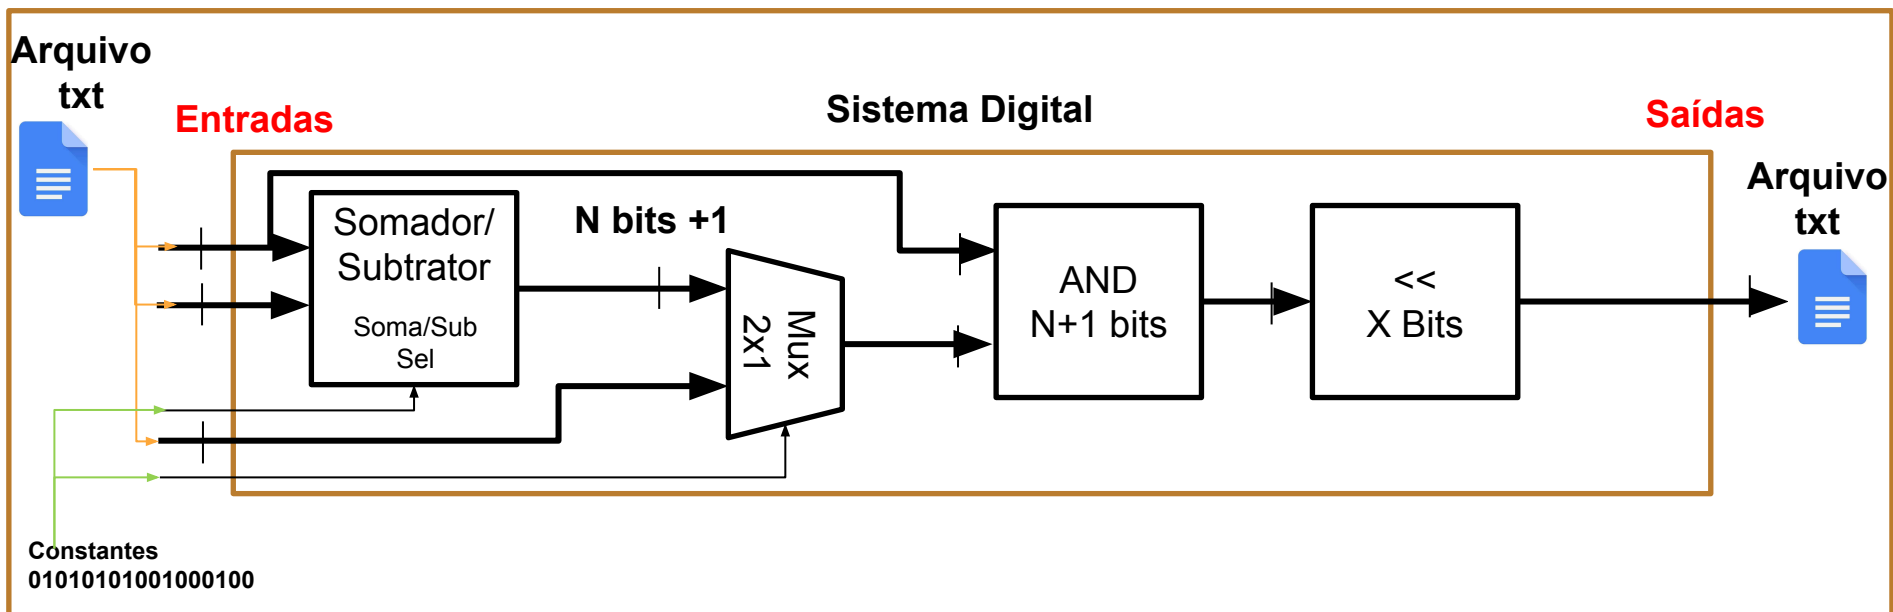 Arquivo
txt
Entradas
Sistema Digital
Saídas
Arquivo
txt
Somador/
Subtrator
Soma/Sub
Sel
N bits +1
Mux
2x1
AND
N+1 bits
<<
X Bits
Constantes
01010101001000100